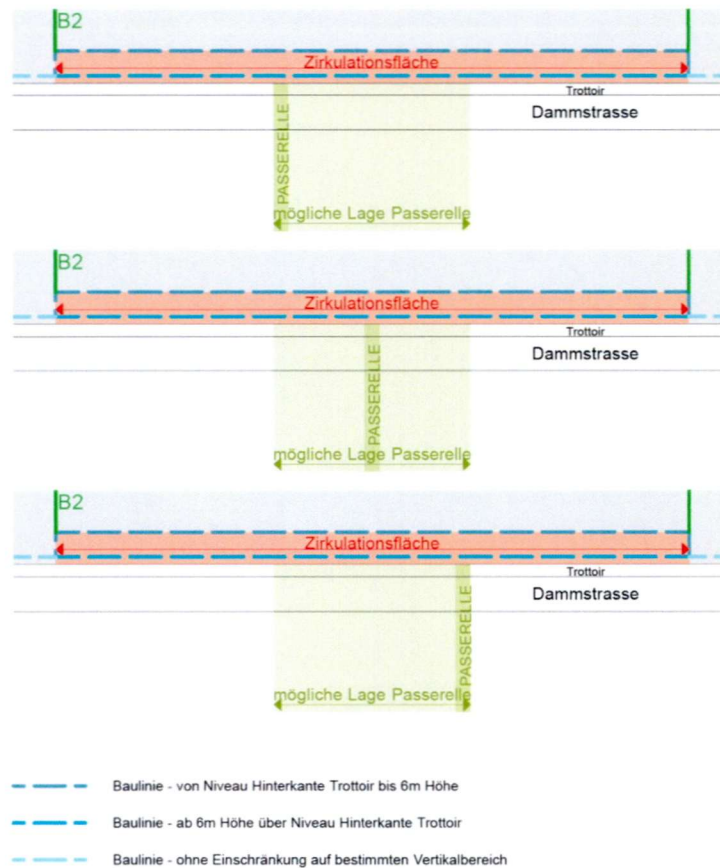 B2
Zirkulationsfläche
Trottoir
Dammstrasse
PASSERELLE
mögliche Lage Passerelle
B2
Zirkulationsfläche
Trottoir
Dammstrasse
PASSERELLE
mögliche Lage Passerelle
B2
Zirkulationsfläche
Trottoir
Dammstrasse
PASSERELLE
mögliche Lage Passerelle
Baulinie - von Niveau Hinterkante Trottoir bis 6m Höhe
Baulinie - ab 6m Höhe über Niveau Hinterkante Trottoir
Baulinie - ohne Einschränkung auf bestimmten Vertikalbereich